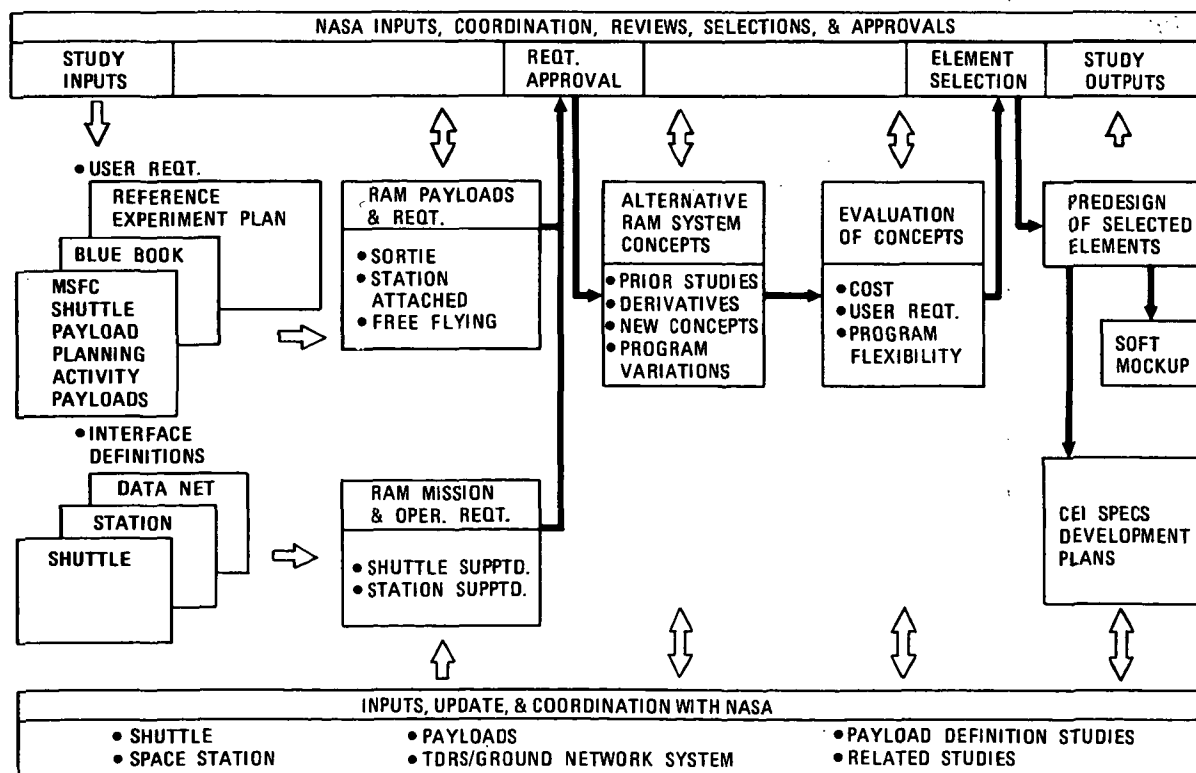 NASA INPUTS, COORDINATION, REVIEWS, SELECTIONS, & APPROVALS
STUDY
INPUTS
REQT.
APPROVAL
ELEMENT
SELECTION
STUDY
OUTPUTS
• USER REQT.
REFERENCE
EXPERIMENT PLAN
BLUE BOOK
MSFC
SHUTTLE
PAYLOAD
PLANNING
ACTIVITY
PAYLOADS
• INTERFACE
DEFINITIONS
DATA NET
STATION
SHUTTLE
RAM PAYLOADS
& REQT.
• SORTIE
• STATION
ATTACHED
• FREE FLYING
RAM MISSION
& OPER. REQT.
• SHUTTLE SUPPTD.
• STATION SUPPTD.
ALTERNATIVE
RAM SYSTEM
CONCEPTS
• PRIOR STUDIES
• DERIVATIVES
• NEW CONCEPTS
• PROGRAM
VARIATIONS
EVALUATION
OF CONCEPTS
• COST
• USER REQT.
• PROGRAM
FLEXIBILITY
PREDESIGN
OF SELECTED
ELEMENTS
SOFT
MOCKUP
CEI SPECS
DEVELOPMENT
PLANS
INPUTS, UPDATE, & COORDINATION WITH NASA
• SHUTTLE
• SPACE STATION
• PAYLOADS
• TDRS/GROUND NETWORK SYSTEM
• PAYLOAD DEFINITION STUDIES
• RELATED STUDIES